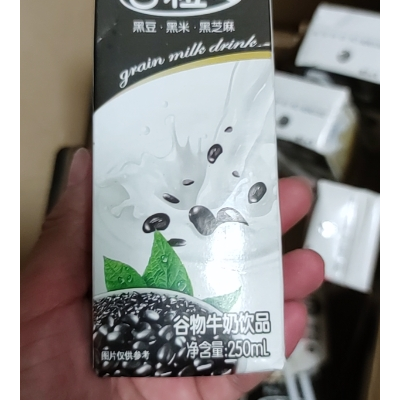 黑豆·黑米·黑芝麻
grain milk drink
谷物牛奶饮品
净含量:250mL
图片仅供参考